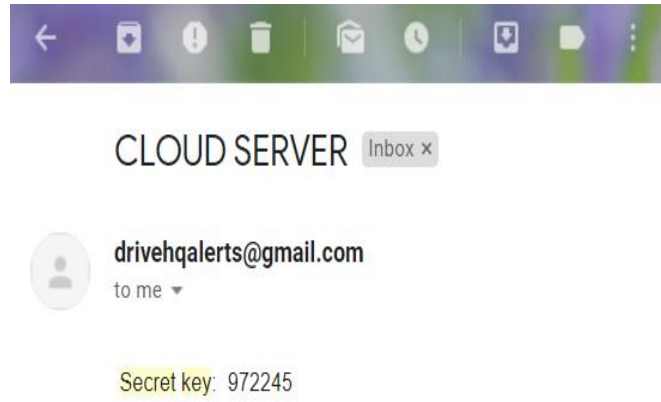 CLOUD SERVER Inbox ×
drivehqalerts@gmail.com
to me
Secret key: 972245